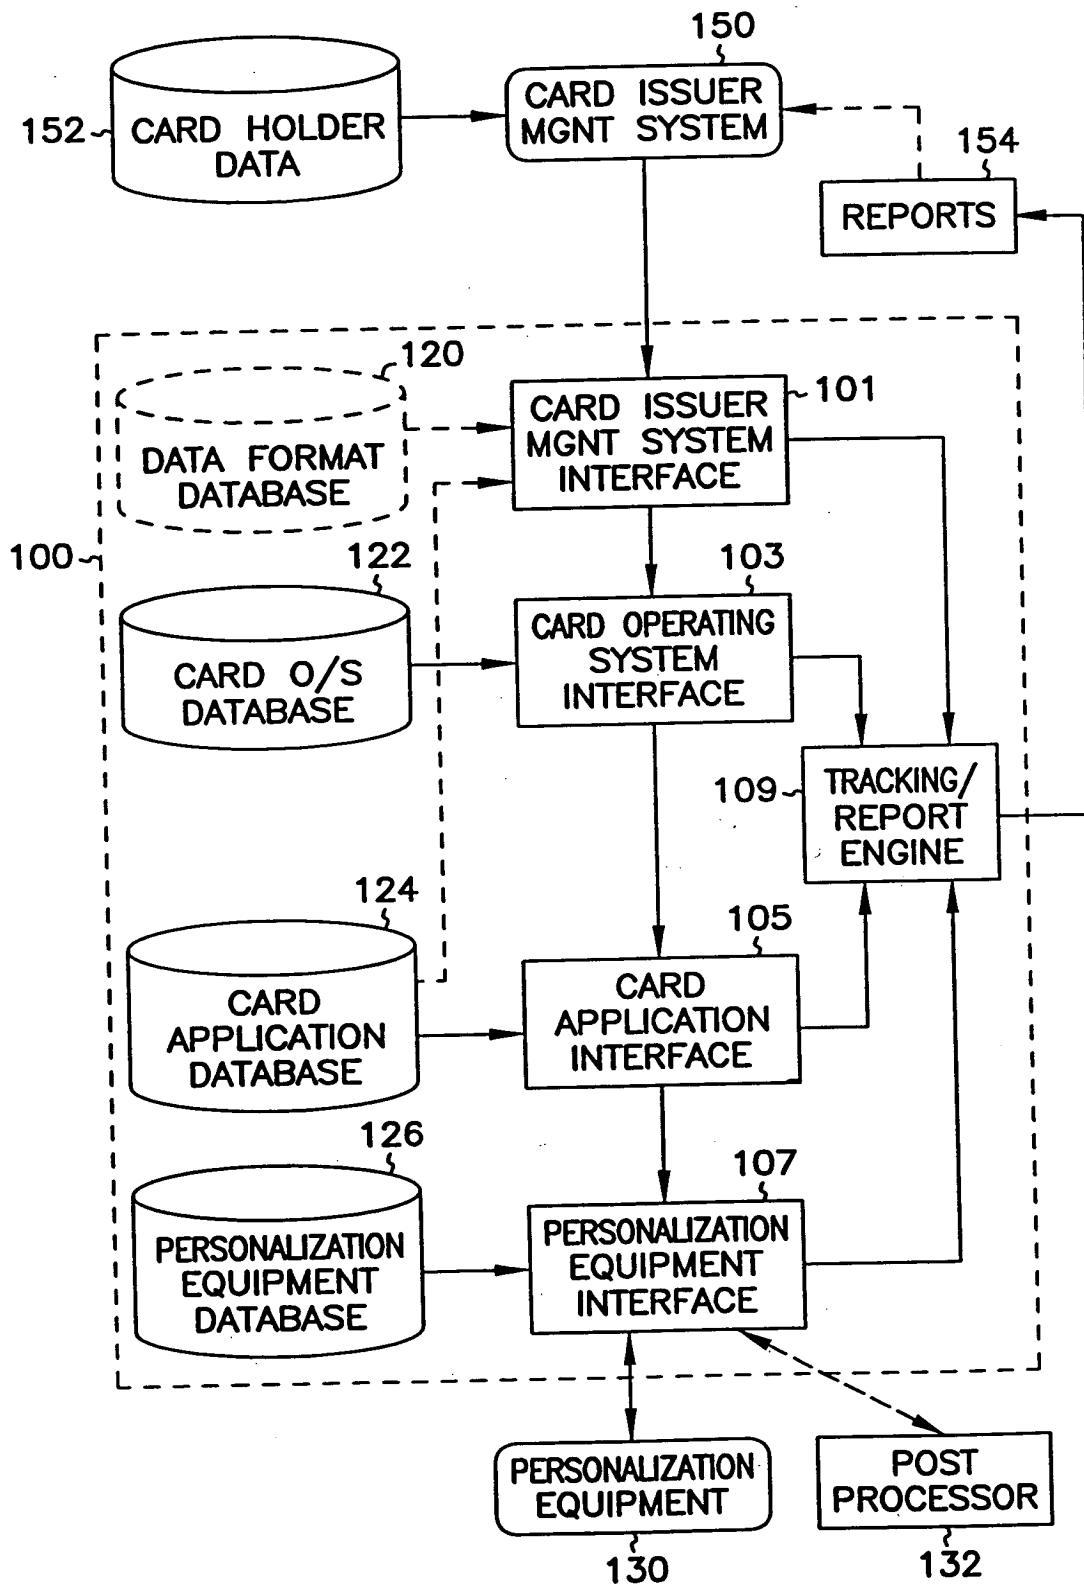 150
CARD ISSUER
MGNT SYSTEM
152
CARD HOLDER
DATA
154
REPORTS
120
DATA FORMAT
DATABASE
101
CARD ISSUER
MGNT SYSTEM
INTERFACE
100
122
CARD O/S
DATABASE
103
CARD OPERATING
SYSTEM
INTERFACE
109
TRACKING/
REPORT
ENGINE
124
CARD
APPLICATION
DATABASE
105
CARD
APPLICATION
INTERFACE
126
PERSONALIZATION
EQUIPMENT
DATABASE
107
PERSONALIZATION
EQUIPMENT
INTERFACE
PERSONALIZATION
EQUIPMENT
130
POST
PROCESSOR
132